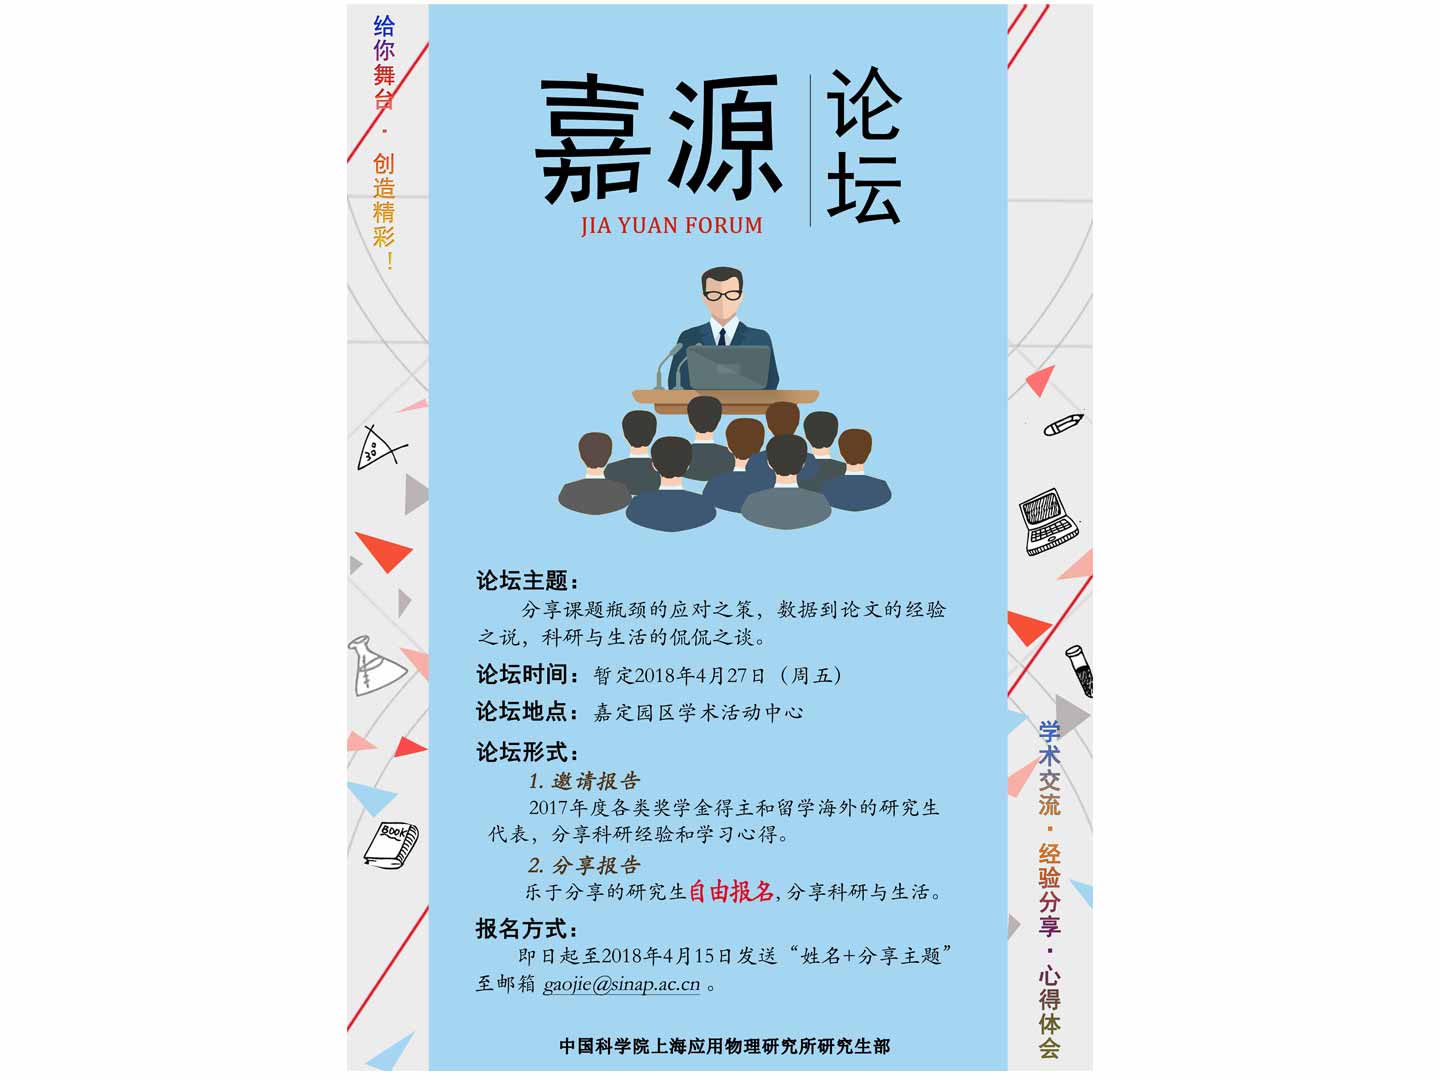 给你舞台·创造精彩！
嘉源
论坛
JIA YUAN FORUM
30
论坛主题：
分享课题瓶颈的应对之策，数据到论文的经验
之说，科研与生活的侃侃之谈。
论坛时间：暂定2018年4月27日（周五）
论坛地点：嘉定园区学术活动中心
论坛形式：
1. 邀请报告
2017年度各类奖学金得主和留学海外的研究生
代表，分享科研经验和学习心得。
2. 分享报告
乐于分享的研究生自由报名，分享科研与生活。
报名方式：
即日起至2018年4月15日发送“姓名+分享主题”
至邮箱 gaojie@sinap.ac.cn 。
中国科学院上海应用物理研究所研究生部
BOOK
学术交流·经验分享·心得体会